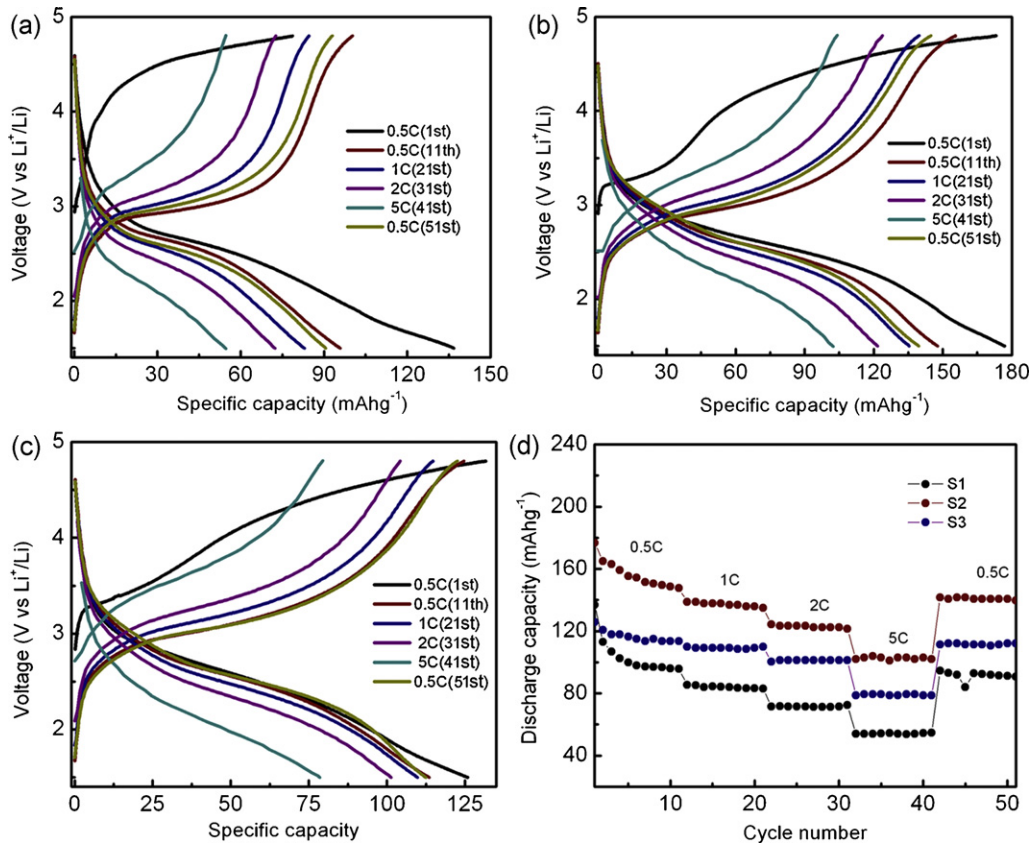 (a)
5
4
3
2
Voltage (V vs Li⁺/Li)
0.5C(1st)
0.5C(11th)
1C(21st)
2C(31st)
5C(41st)
0.5C(51st)
0 30 60 90 120 150
Specific capacity (mAhg⁻¹)
(b)
5
4
3
2
Voltage (V vs Li⁺/Li)
0.5C(1st)
0.5C(11th)
1C(21st)
2C(31st)
5C(41st)
0.5C(51st)
0 30 60 90 120 150 180
Specific capacity (mAhg⁻¹)
(c)
5
4
3
2
Voltage (V vs Li⁺/Li)
0.5C(1st)
0.5C(11th)
1C(21st)
2C(31st)
5C(41st)
0.5C(51st)
0 25 50 75 100 125
Specific capacity
(d)
240
200
160
120
80
40
Discharge capacity (mAhg⁻¹)
S1
S2
S3
0.5C
1C
2C
5C
0.5C
10 20 30 40 50
Cycle number